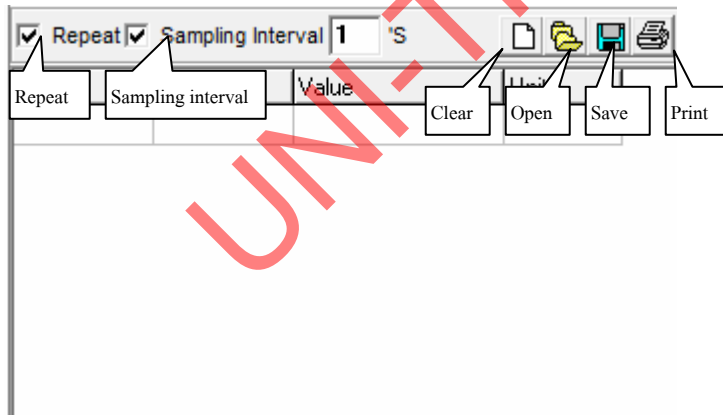 Repeat Sampling Interval 1 'S
Repeat
Sampling interval
Value
Clear
Open
Save
Print
UNI-T